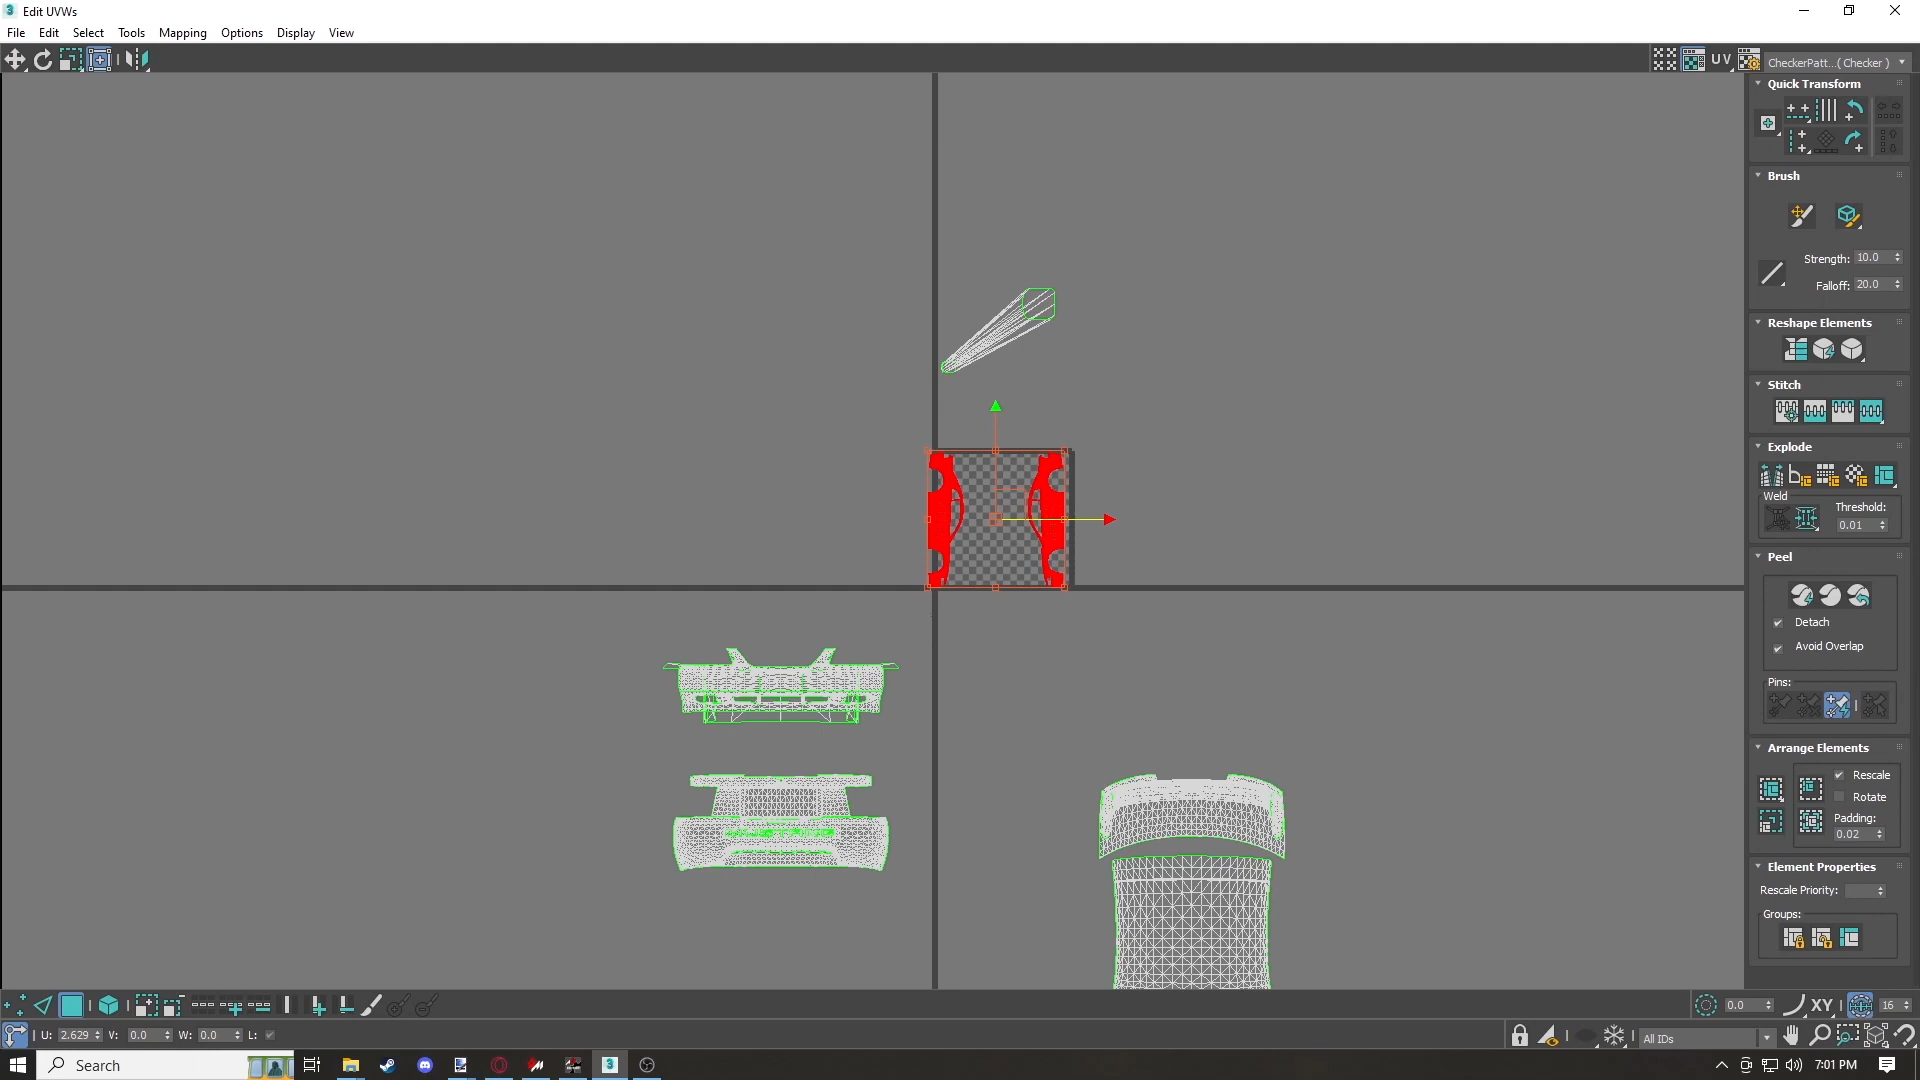 3 Edit UVWs
File Edit Select Tools Mapping Options Display View
UV CheckerPatt...( Checker )
Quick Transform
Brush
Strength: 10.0
Falloff: 20.0
Reshape Elements
Stitch
Explode
Weld
Threshold:
0.01
Peel
Detach
Avoid Overlap
Pins:
Arrange Elements
Rescale
Rotate
Padding:
0.02
Element Properties
Rescale Priority:
Groups:
0.0 XY 16
U: 2.629 V: 0.0 W: 0.0 L:
All IDs
Search 3 7:01 PM